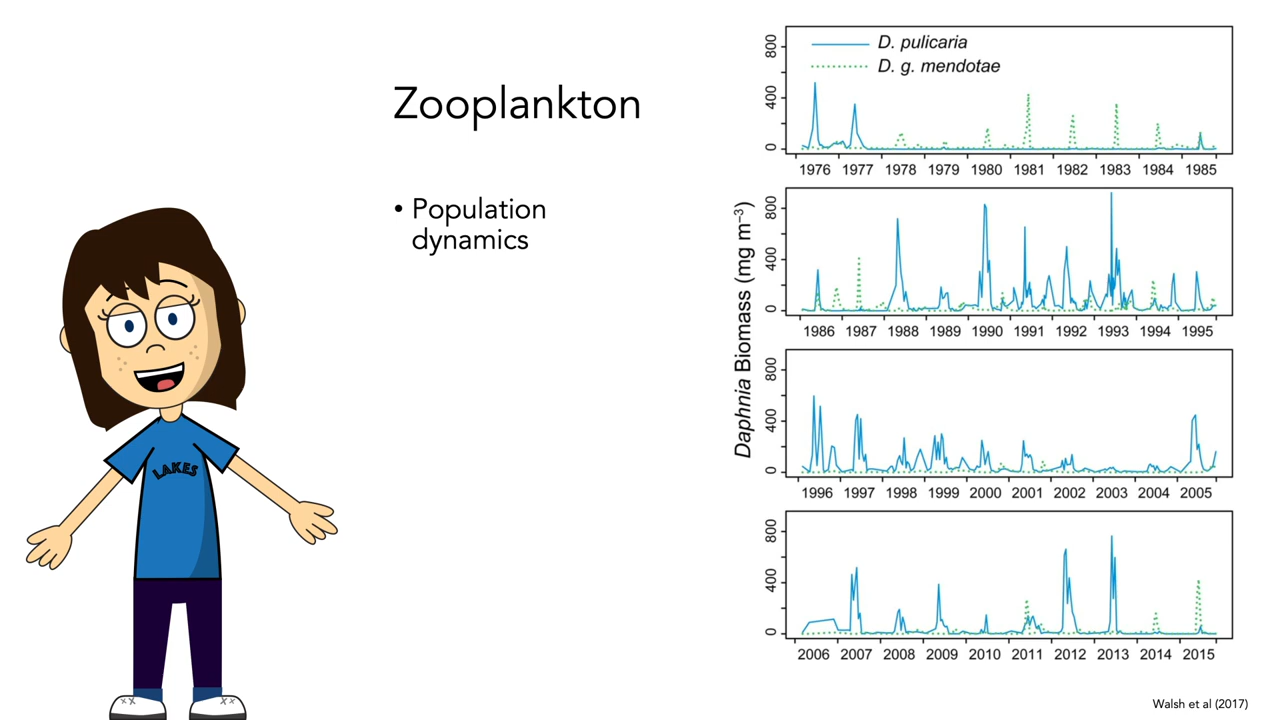 Zooplankton
• Population
dynamics
LAKES
Daphnia Biomass (mg m⁻³)
D. pulicaria
D. g. mendotae
800
400
0
1976 1977 1978 1979 1980 1981 1982 1983 1984 1985
800
400
0
1986 1987 1988 1989 1990 1991 1992 1993 1994 1995
800
400
0
1996 1997 1998 1999 2000 2001 2002 2003 2004 2005
800
400
0
2006 2007 2008 2009 2010 2011 2012 2013 2014 2015
Walsh et al (2017)